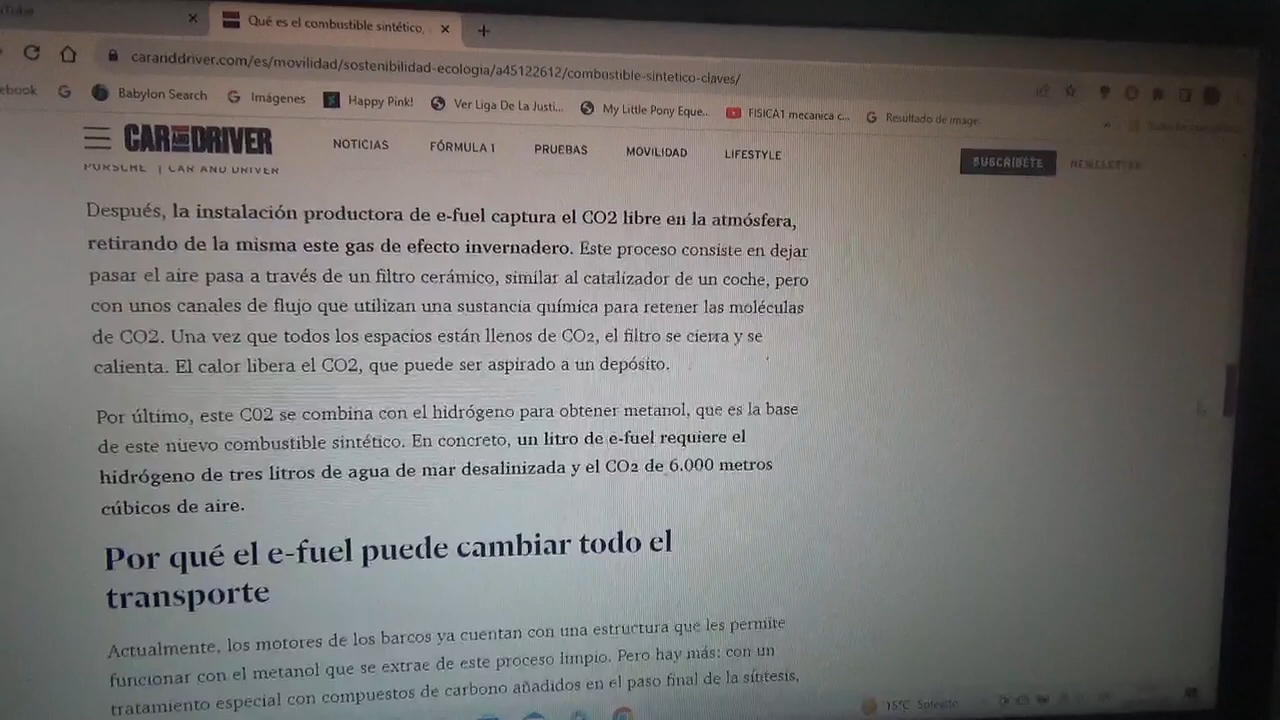 Qué es el combustible sintético,
caranddriver.com/es/movilidad/sostenibilidad-ecologia/a45122612/combustible-sintetico-claves/
ebook Babylon Search Imágenes Happy Pink! Ver Liga De La Justi... My Little Pony Eque... FISICA1 mecanica c... Resultado de image
CAR AND DRIVER NOTICIAS FÓRMULA 1 PRUEBAS MOVILIDAD LIFESTYLE SUSCRÍBETE NEWSLETTER
PORSCHE | CAR AND DRIVER
Después, la instalación productora de e-fuel captura el CO2 libre en la atmósfera,
retirando de la misma este gas de efecto invernadero. Este proceso consiste en dejar
pasar el aire pasa a través de un filtro cerámico, similar al catalizador de un coche, pero
con unos canales de flujo que utilizan una sustancia química para retener las moléculas
de CO2. Una vez que todos los espacios están llenos de CO₂, el filtro se cierra y se
calienta. El calor libera el CO2, que puede ser aspirado a un depósito.
Por último, este C02 se combina con el hidrógeno para obtener metanol, que es la base
de este nuevo combustible sintético. En concreto, un litro de e-fuel requiere el
hidrógeno de tres litros de agua de mar desalinizada y el CO₂ de 6.000 metros
cúbicos de aire.
Por qué el e-fuel puede cambiar todo el
transporte
Actualmente, los motores de los barcos ya cuentan con una estructura que les permite
funcionar con el metanol que se extrae de este proceso limpio. Pero hay más: con un
tratamiento especial con compuestos de carbono añadidos en el paso final de la síntesis,
15°C Soleado